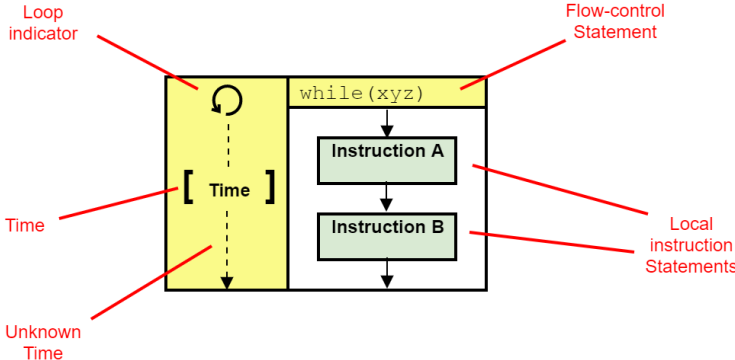 Loop
indicator
Flow-control
Statement
while(xyz)
Instruction A
[ Time ]
Instruction B
Time
Local
instruction
Statements
Unknown
Time